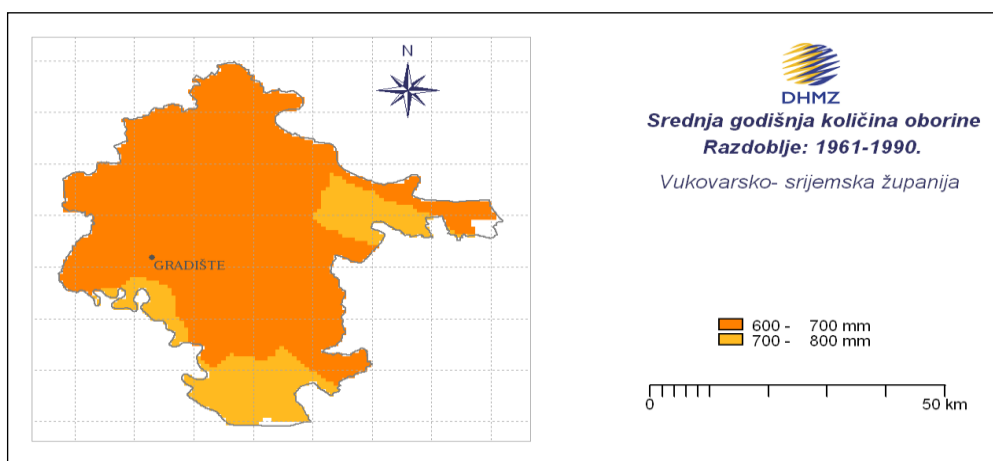 N
GRADIŠTE
DHMZ
Srednja godišnja količina oborine
Razdoblje: 1961-1990.
Vukovarsko- srijemska županija
600 - 700 mm
700 - 800 mm
0 50 km